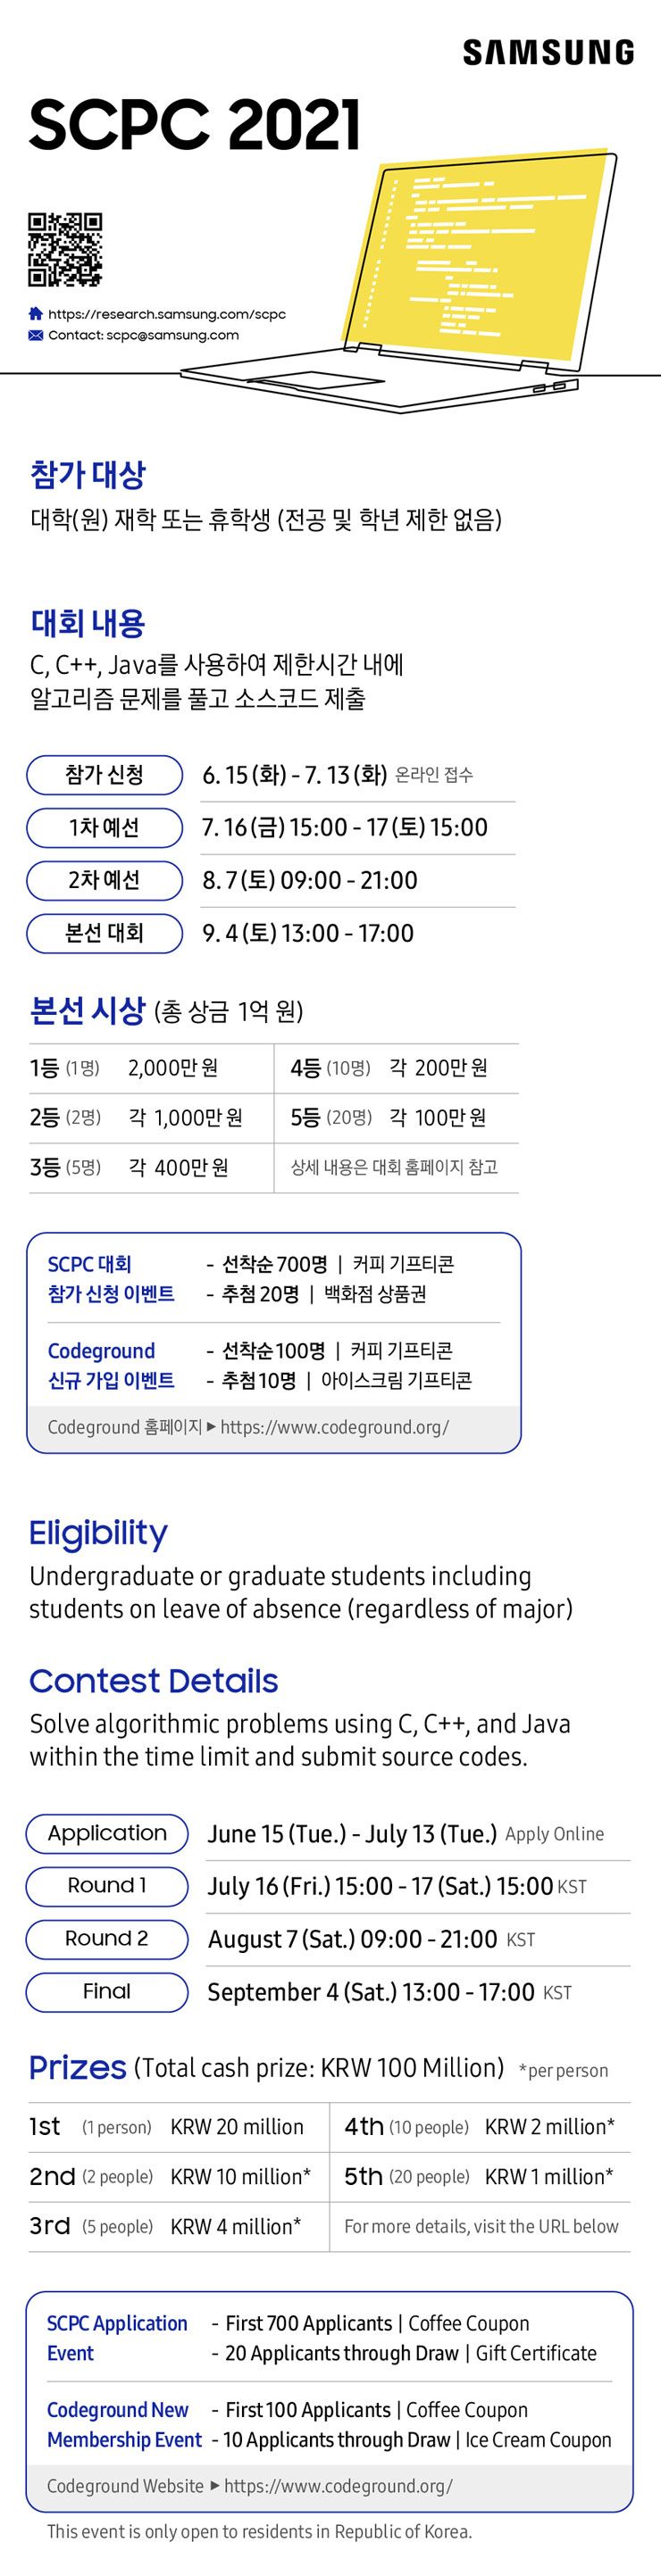 SAMSUNG
SCPC 2021
https://research.samsung.com/scpc
Contact: scpc@samsung.com
참가 대상
대학(원) 재학 또는 휴학생 (전공 및 학년 제한 없음)
대회 내용
C, C++, Java를 사용하여 제한시간 내에
알고리즘 문제를 풀고 소스코드 제출
참가 신청 6. 15 (화) - 7. 13 (화) 온라인 접수
1차 예선 7. 16 (금) 15:00 - 17 (토) 15:00
2차 예선 8. 7 (토) 09:00 - 21:00
본선 대회 9. 4 (토) 13:00 - 17:00
본선 시상 (총 상금 1억 원)
1등 (1명) 2,000만 원 4등 (10명) 각 200만 원
2등 (2명) 각 1,000만 원 5등 (20명) 각 100만 원
3등 (5명) 각 400만 원 상세 내용은 대회 홈페이지 참고
SCPC 대회 - 선착순 700명 | 커피 기프티콘
참가 신청 이벤트 - 추첨 20명 | 백화점 상품권
Codeground - 선착순 100명 | 커피 기프티콘
신규 가입 이벤트 - 추첨 10명 | 아이스크림 기프티콘
Codeground 홈페이지 ▶ https://www.codeground.org/
Eligibility
Undergraduate or graduate students including
students on leave of absence (regardless of major)
Contest Details
Solve algorithmic problems using C, C++, and Java
within the time limit and submit source codes.
Application June 15 (Tue.) - July 13 (Tue.) Apply Online
Round 1 July 16 (Fri.) 15:00 - 17 (Sat.) 15:00 KST
Round 2 August 7 (Sat.) 09:00 - 21:00 KST
Final September 4 (Sat.) 13:00 - 17:00 KST
Prizes (Total cash prize: KRW 100 Million) *per person
1st (1 person) KRW 20 million 4th (10 people) KRW 2 million*
2nd (2 people) KRW 10 million* 5th (20 people) KRW 1 million*
3rd (5 people) KRW 4 million* For more details, visit the URL below
SCPC Application - First 700 Applicants | Coffee Coupon
Event - 20 Applicants through Draw | Gift Certificate
Codeground New - First 100 Applicants | Coffee Coupon
Membership Event - 10 Applicants through Draw | Ice Cream Coupon
Codeground Website ▶ https://www.codeground.org/
This event is only open to residents in Republic of Korea.